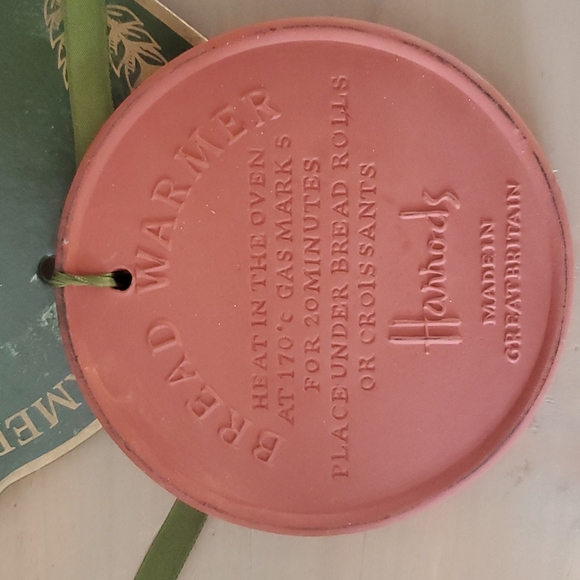 BREAD WARMER
HEAT IN THE OVEN
AT 170°c GAS MARK 5
FOR 20 MINUTES
PLACE UNDER BREAD ROLLS
OR CROISSANTS
Harrods
MADE IN
GREAT BRITAIN